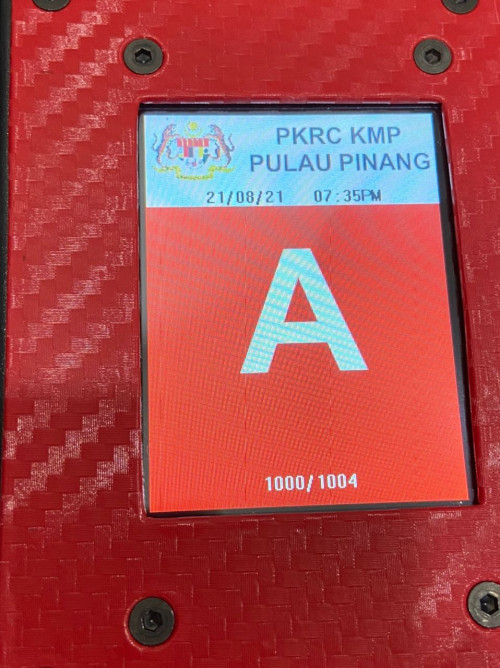 PKRC KMP
PULAU PINANG
21/08/21 07:35PM
A
1000/1004